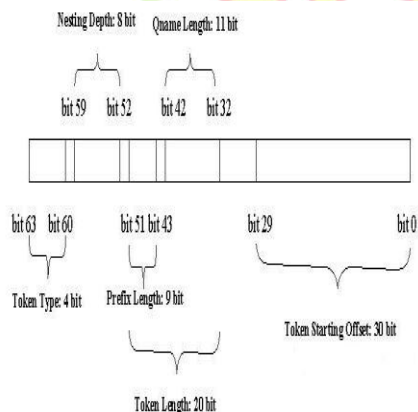 Nesting Depth: 8 bit Qname Length: 11 bit
bit 59 bit 52 bit 42 bit 32
bit 63 bit 60 bit 51 bit 43 bit 29 bit 0
Token Type: 4 bit Prefix Length: 9 bit Token Starting Offset: 30 bit
Token Length: 20 bit